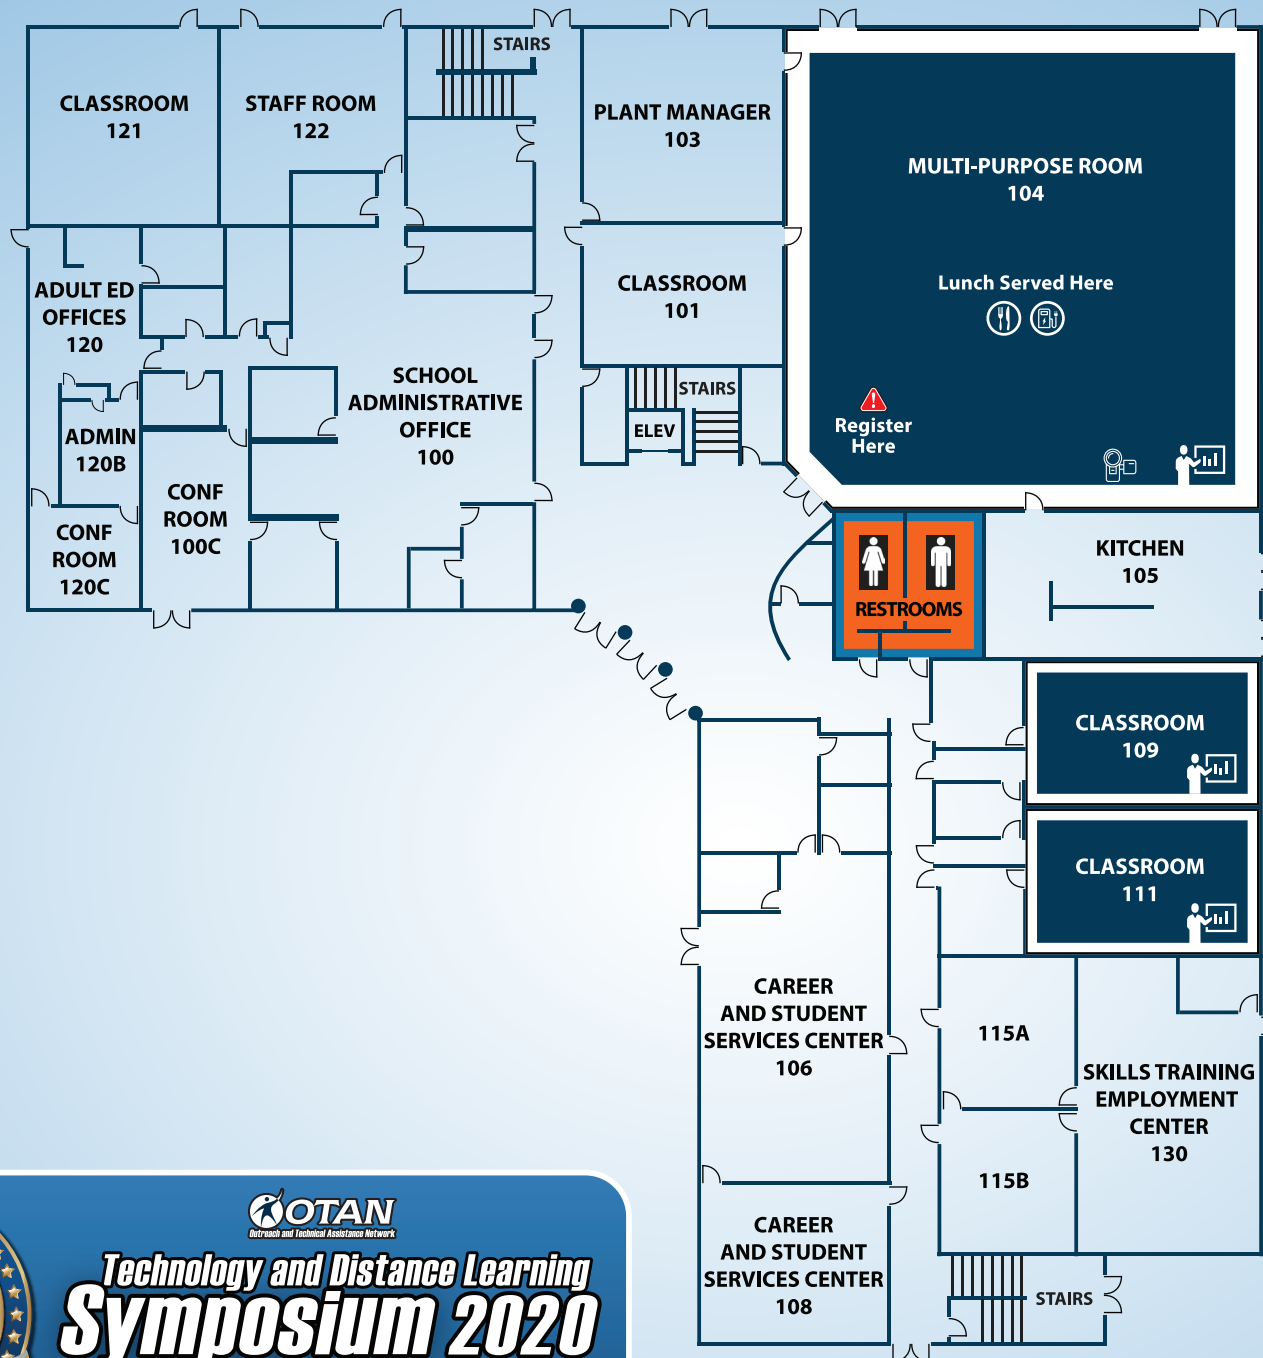 STAIRS
CLASSROOM
121
STAFF ROOM
122
PLANT MANAGER
103
MULTI-PURPOSE ROOM
104
Lunch Served Here
CLASSROOM
101
ADULT ED
OFFICES
120
SCHOOL
ADMINISTRATIVE
OFFICE
100
STAIRS
ELEV
Register
Here
ADMIN
120B
CONF
ROOM
100C
CONF
ROOM
120C
KITCHEN
105
RESTROOMS
CLASSROOM
109
CLASSROOM
111
CAREER
AND STUDENT
SERVICES CENTER
106
115A
SKILLS TRAINING
EMPLOYMENT
CENTER
130
115B
CAREER
AND STUDENT
SERVICES CENTER
108
STAIRS
OTAN
Outreach and Technical Assistance Network
Technology and Distance Learning
Symposium 2020